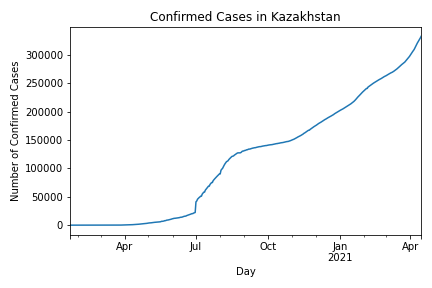 Confirmed Cases in Kazakhstan
Number of Confirmed Cases
300000
250000
200000
150000
100000
50000
0
Apr
Jul
Oct
Jan
2021
Apr
Day